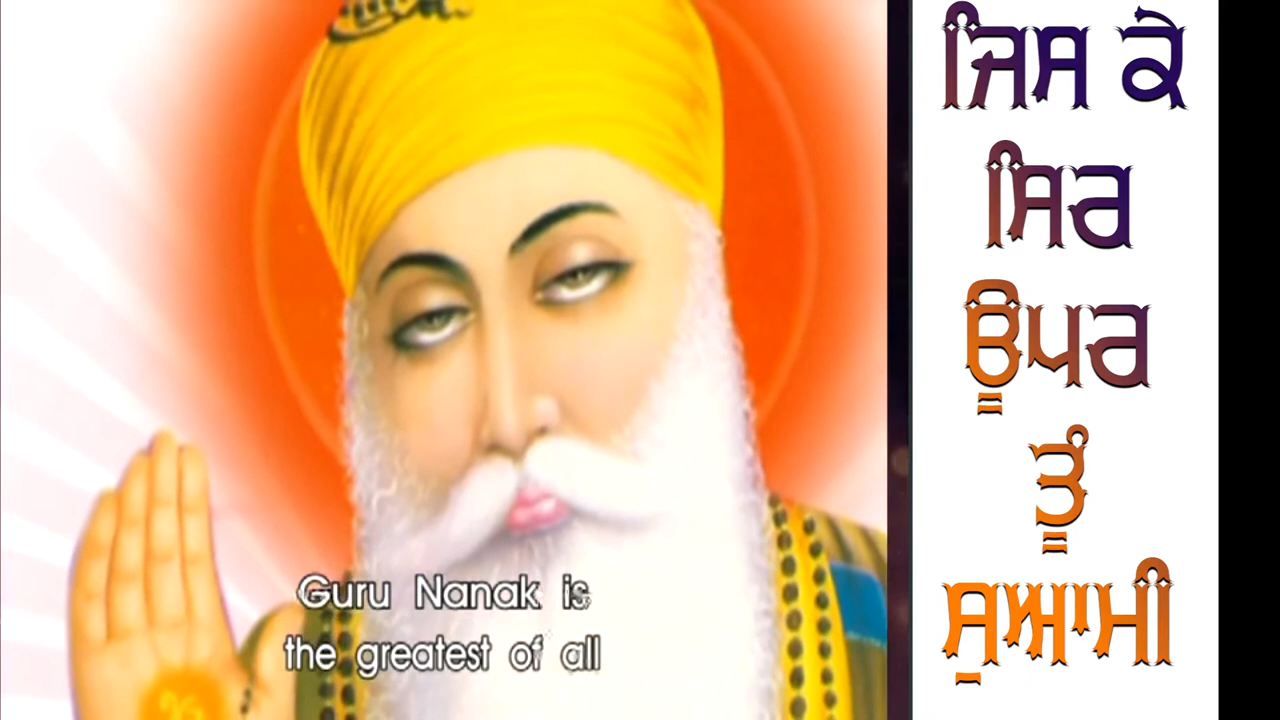 Guru Nanak is
the greatest of all
ਜਿਸ ਕੇ
ਸਿਰ
ਊਪਰ
ਤੂੰ
ਸੁਆਮੀ